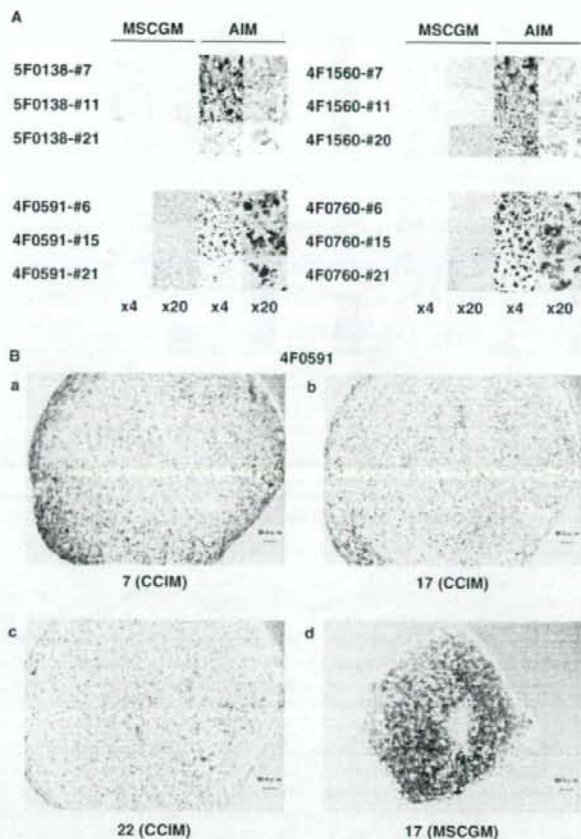 A
MSCGM AIM MSCGM AIM
5F0138-#7 4F1560-#7
5F0138-#11 4F1560-#11
5F0138-#21 4F1560-#20
4F0591-#6 4F0760-#6
4F0591-#15 4F0760-#15
4F0591-#21 4F0760-#21
x4 x20 x4 x20 x4 x20 x4 x20
B 4F0591
a b
7 (CCIM) 17 (CCIM)
c d
22 (CCIM) 17 (MSCGM)